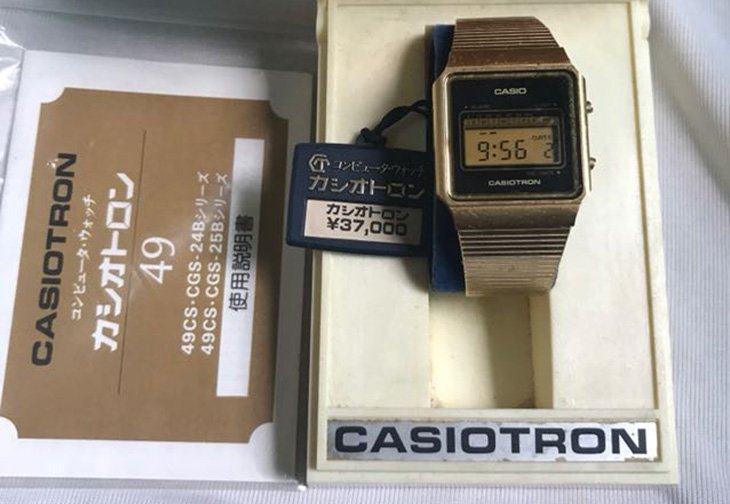 CASIOTRON
コンピュータ・ウォッチ
カシオトロン
49
49CS・CGS-24Bシリーズ
49CS・CGS-25Bシリーズ
使用説明書
コンピュータ・ウォッチ
カシオトロン
カシオトロン
¥37,000
CASIO
DATE
9:56 2
CASIOTRON
CASIOTRON